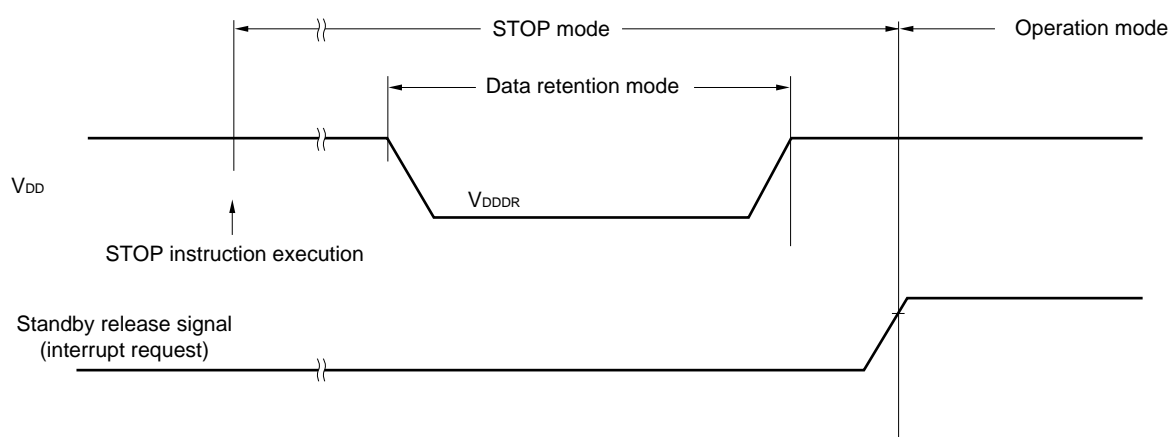 STOP mode
Operation mode
Data retention mode
VDD
VDDDR
STOP instruction execution
Standby release signal
(interrupt request)